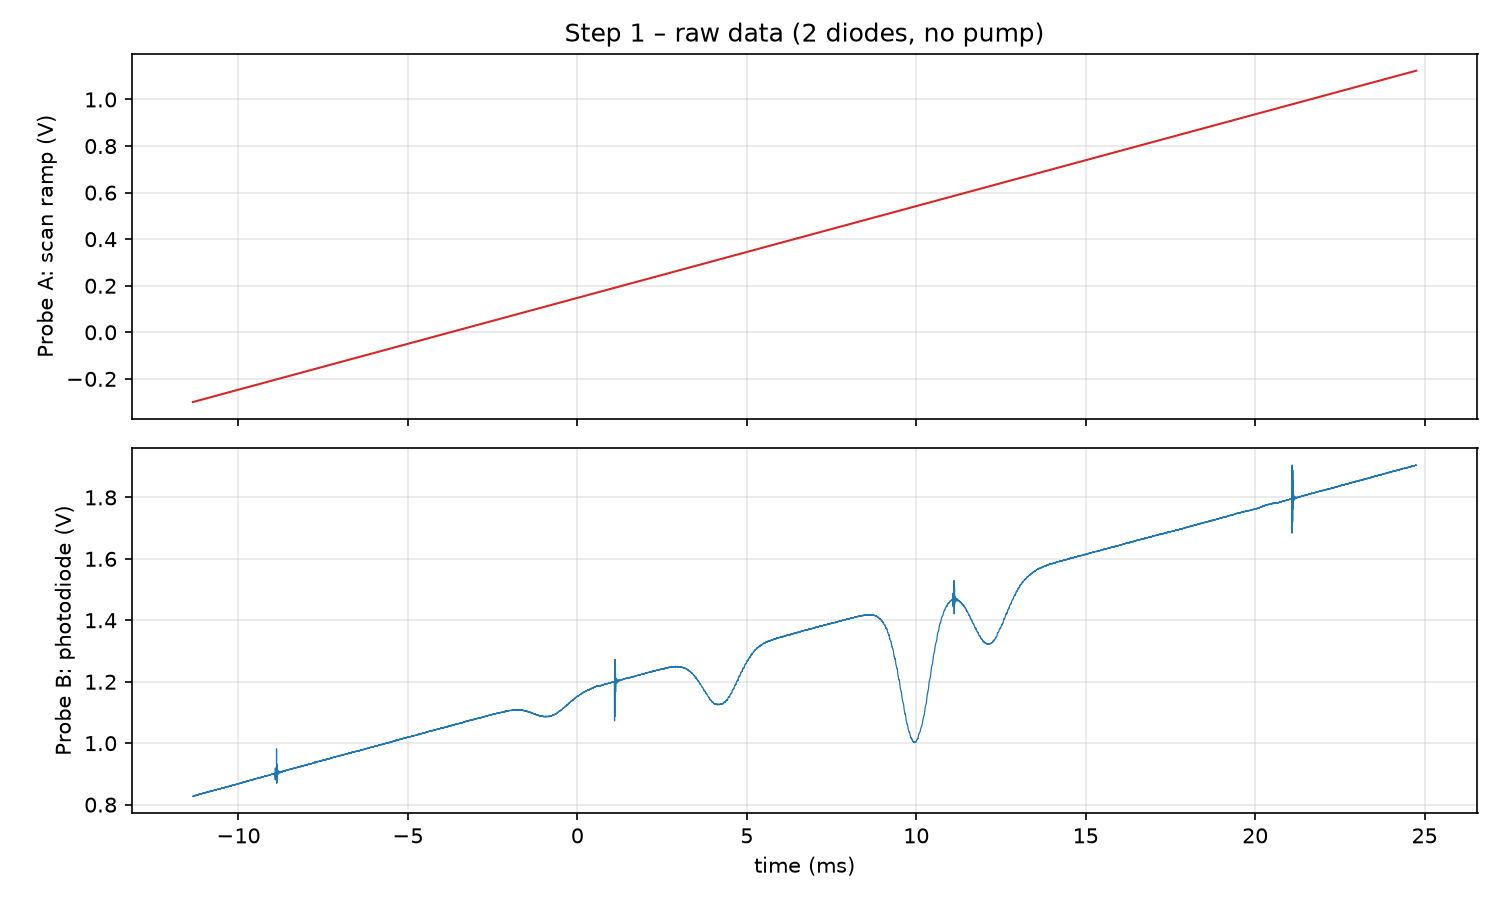 Step 1 – raw data (2 diodes, no pump)
Probe A: scan ramp (V)
1.0
0.8
0.6
0.4
0.2
0.0
−0.2
Probe B: photodiode (V)
1.8
1.6
1.4
1.2
1.0
0.8
−10 −5 0 5 10 15 20 25
time (ms)